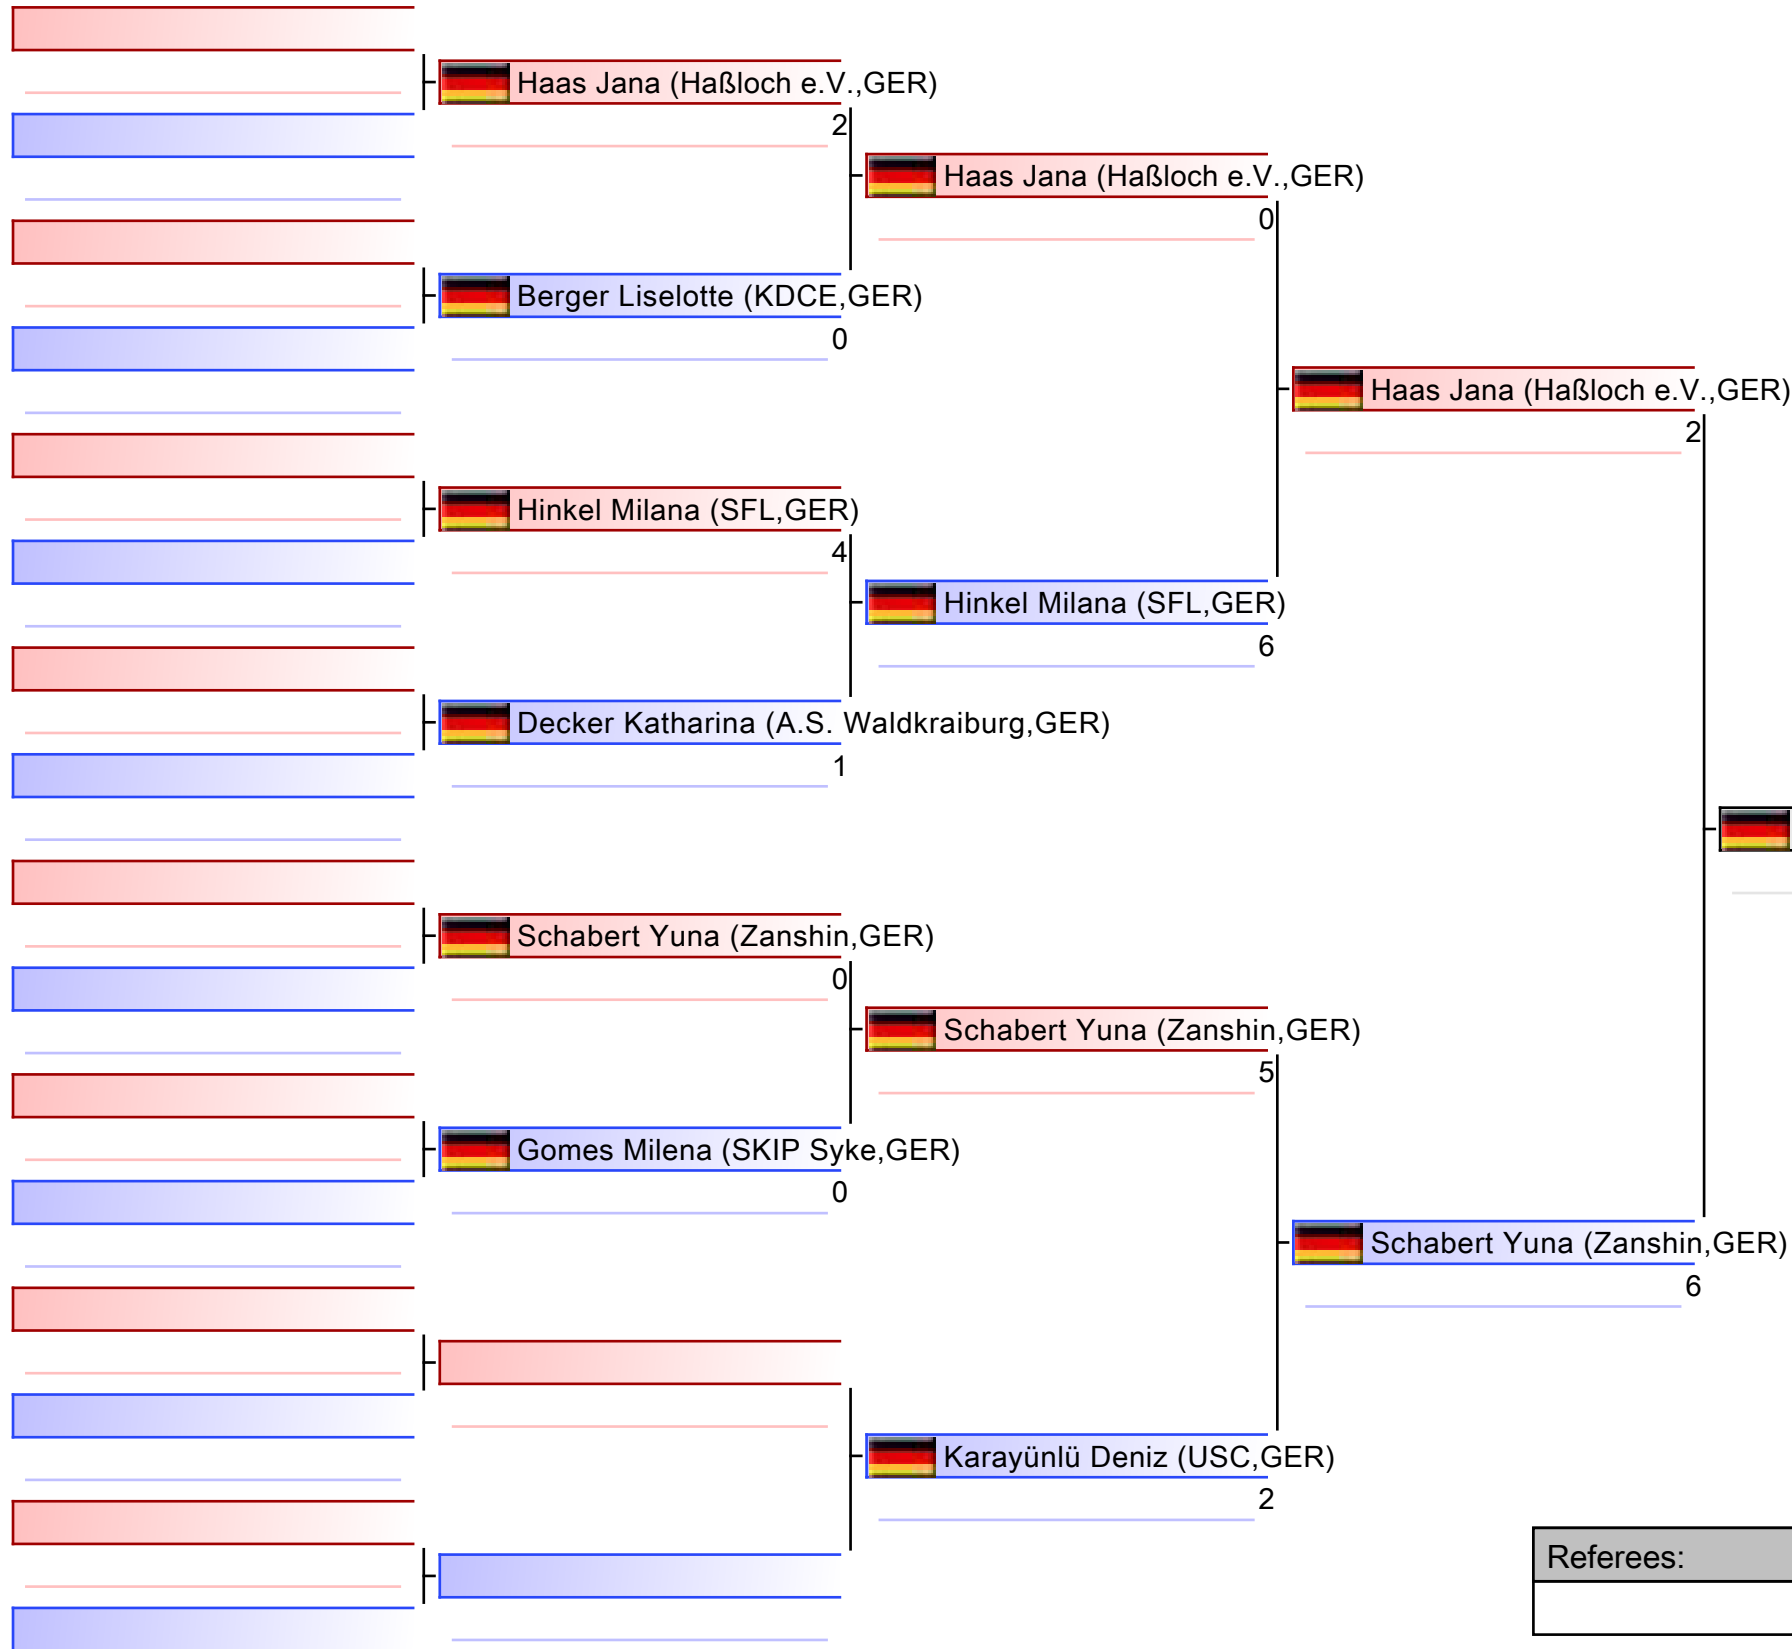 Haas Jana (Haßloch e.V.,GER)
2
Haas Jana (Haßloch e.V.,GER)
0
Berger Liselotte (KDCE,GER)
0
Haas Jana (Haßloch e.V.,GER)
2
Hinkel Milana (SFL,GER)
4
Hinkel Milana (SFL,GER)
6
Decker Katharina (A.S. Waldkraiburg,GER)
1
Schabert Yuna (Zanshin,GER)
0
Schabert Yuna (Zanshin,GER)
5
Gomes Milena (SKIP Syke,GER)
0
Schabert Yuna (Zanshin,GER)
6
Karayünlü Deniz (USC,GER)
2
Referees: